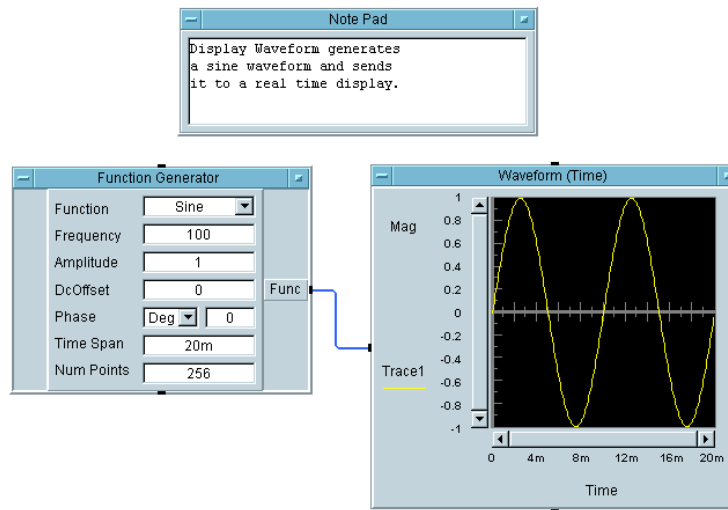 Note Pad
Display Waveform generates
a sine waveform and sends
it to a real time display.
Function Generator
Function Sine
Frequency 100
Amplitude 1
DcOffset 0
Phase Deg 0
Time Span 20m
Num Points 256
Func
Waveform (Time)
Mag
Trace1
1
0.8
0.6
0.4
0.2
0
-0.2
-0.4
-0.6
-0.8
-1
0 4m 8m 12m 16m 20m
Time